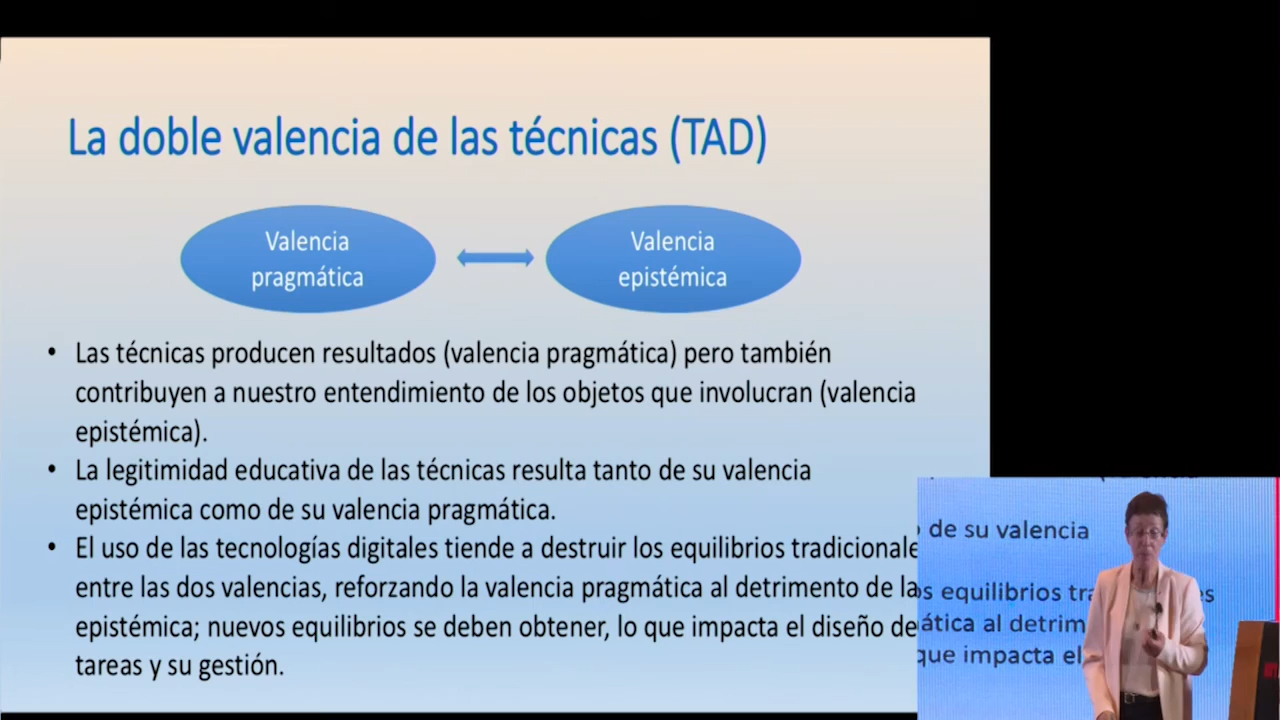 La doble valencia de las técnicas (TAD)
Valencia
pragmática
Valencia
epistémica
• Las técnicas producen resultados (valencia pragmática) pero también
contribuyen a nuestro entendimiento de los objetos que involucran (valencia
epistémica).
• La legitimidad educativa de las técnicas resulta tanto de su valencia
epistémica como de su valencia pragmática.
• El uso de las tecnologías digitales tiende a destruir los equilibrios tradicionale
entre las dos valencias, reforzando la valencia pragmática al detrimento de la
epistémica; nuevos equilibrios se deben obtener, lo que impacta el diseño de
tareas y su gestión.
de su valencia
os equilibrios tra es
ática al detrim
que impacta el